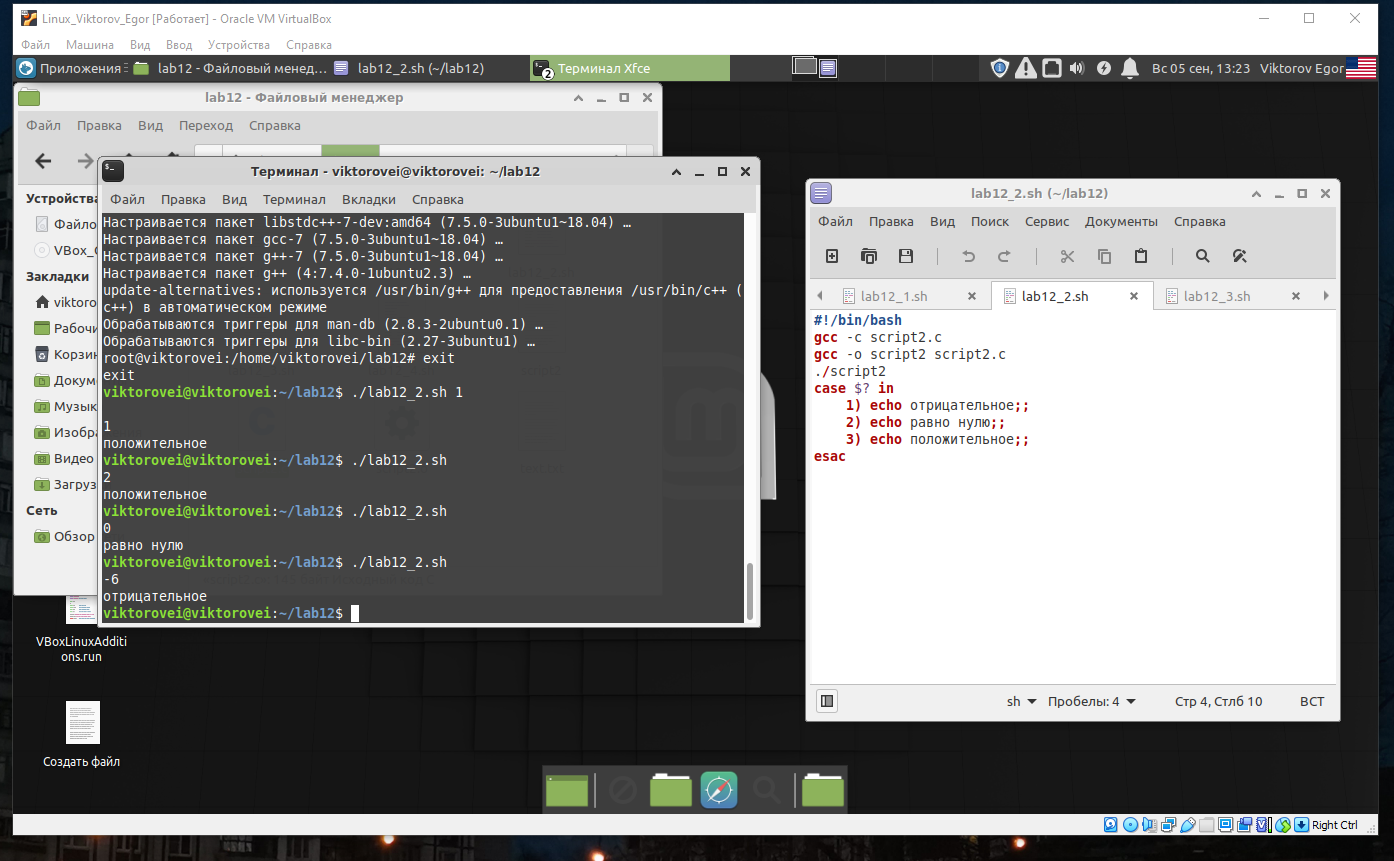 Linux_Viktorov_Egor [Работает] - Oracle VM VirtualBox
Файл Машина Вид Ввод Устройства Справка
Приложения lab12 - Файловый менед... lab12_2.sh (~/lab12) 2 Терминал Xfce Вс 05 сен, 13:23 Viktorov Egor
lab12 - Файловый менеджер
Файл Правка Вид Переход Справка
Устройства
Файло
VBox_
Закладки
viktoro
Рабочи
Корзин
Докум
Музык
Изобра
Видео
Загруз
Сеть
Обзор
Терминал - viktorovei@viktorovei: ~/lab12
Файл Правка Вид Терминал Вкладки Справка
Настраивается пакет libstdc++-7-dev:amd64 (7.5.0-3ubuntu1~18.04) …
Настраивается пакет gcc-7 (7.5.0-3ubuntu1~18.04) …
Настраивается пакет g++-7 (7.5.0-3ubuntu1~18.04) …
Настраивается пакет g++ (4:7.4.0-1ubuntu2.3) …
update-alternatives: используется /usr/bin/g++ для предоставления /usr/bin/c++ (
c++) в автоматическом режиме
Обрабатываются триггеры для man-db (2.8.3-2ubuntu0.1) …
Обрабатываются триггеры для libc-bin (2.27-3ubuntu1) …
root@viktorovei:/home/viktorovei/lab12# exit
exit
viktorovei@viktorovei:~/lab12$ ./lab12_2.sh 1
1
положительное
viktorovei@viktorovei:~/lab12$ ./lab12_2.sh
2
положительное
viktorovei@viktorovei:~/lab12$ ./lab12_2.sh
0
равно нулю
viktorovei@viktorovei:~/lab12$ ./lab12_2.sh
-6
отрицательное
viktorovei@viktorovei:~/lab12$
lab12_2.sh (~/lab12)
Файл Правка Вид Поиск Сервис Документы Справка
lab12_1.sh lab12_2.sh lab12_3.sh
#!/bin/bash
gcc -c script2.c
gcc -o script2 script2.c
./script2
case $? in
1) echo отрицательное;;
2) echo равно нулю;;
3) echo положительное;;
esac
sh Пробелы: 4 Стр 4, Стлб 10 ВСТ
VBoxLinuxAdditi
ons.run
Создать файл
Right Ctrl